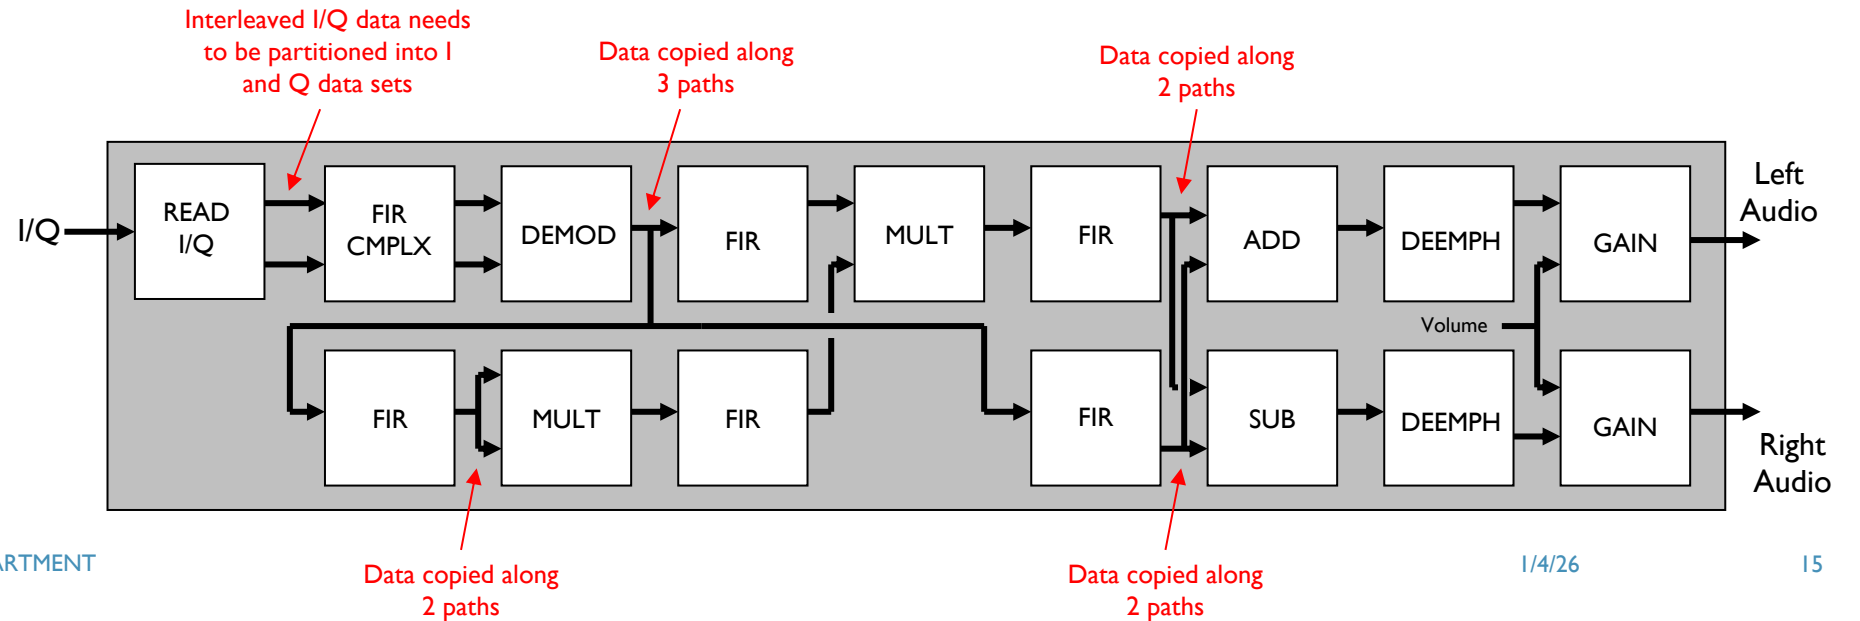 Interleaved I/Q data needs
to be partitioned into I
and Q data sets
Data copied along
3 paths
Data copied along
2 paths
I/Q
READ
I/Q
FIR
CMPLX
DEMOD
FIR
MULT
FIR
ADD
DEEMPH
GAIN
Left
Audio
Volume
FIR
MULT
FIR
FIR
SUB
DEEMPH
GAIN
Right
Audio
Data copied along
2 paths
Data copied along
2 paths
ARTMENT
1/4/26
15